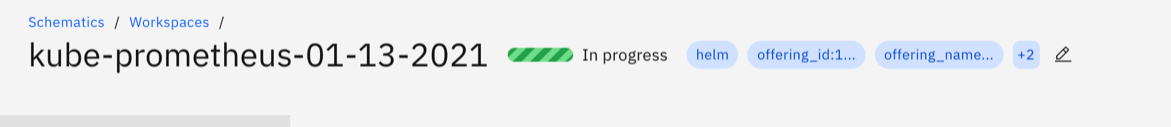 Schematics / Workspaces /
kube-prometheus-01-13-2021 In progress helm offering_id:1... offering_name... +2